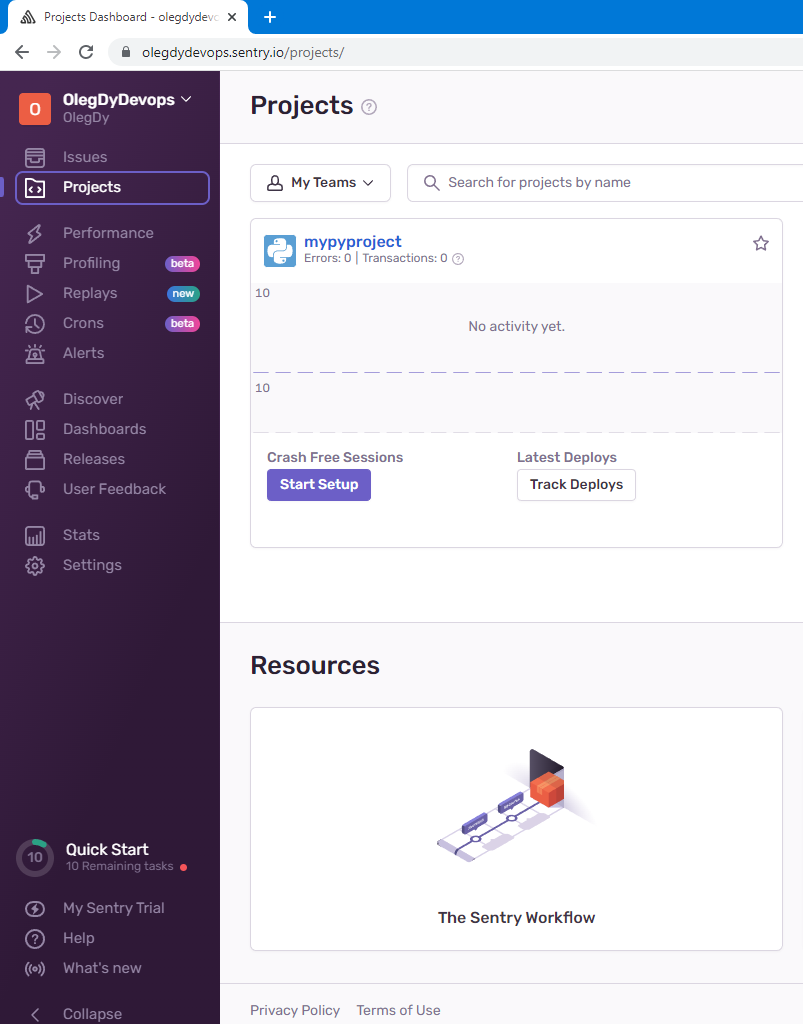 Projects Dashboard - olegdydevo
olegdydevops.sentry.io/projects/
O
OlegDyDevops
OlegDy
Issues
Projects
Performance
Profiling beta
Replays new
Crons beta
Alerts
Discover
Dashboards
Releases
User Feedback
Stats
Settings
10
Quick Start
10 Remaining tasks
My Sentry Trial
Help
What's new
Collapse
Projects
My Teams
Search for projects by name
mypyproject
Errors: 0 | Transactions: 0
10
No activity yet.
10
Crash Free Sessions
Latest Deploys
Start Setup
Track Deploys
Resources
The Sentry Workflow
Privacy Policy Terms of Use